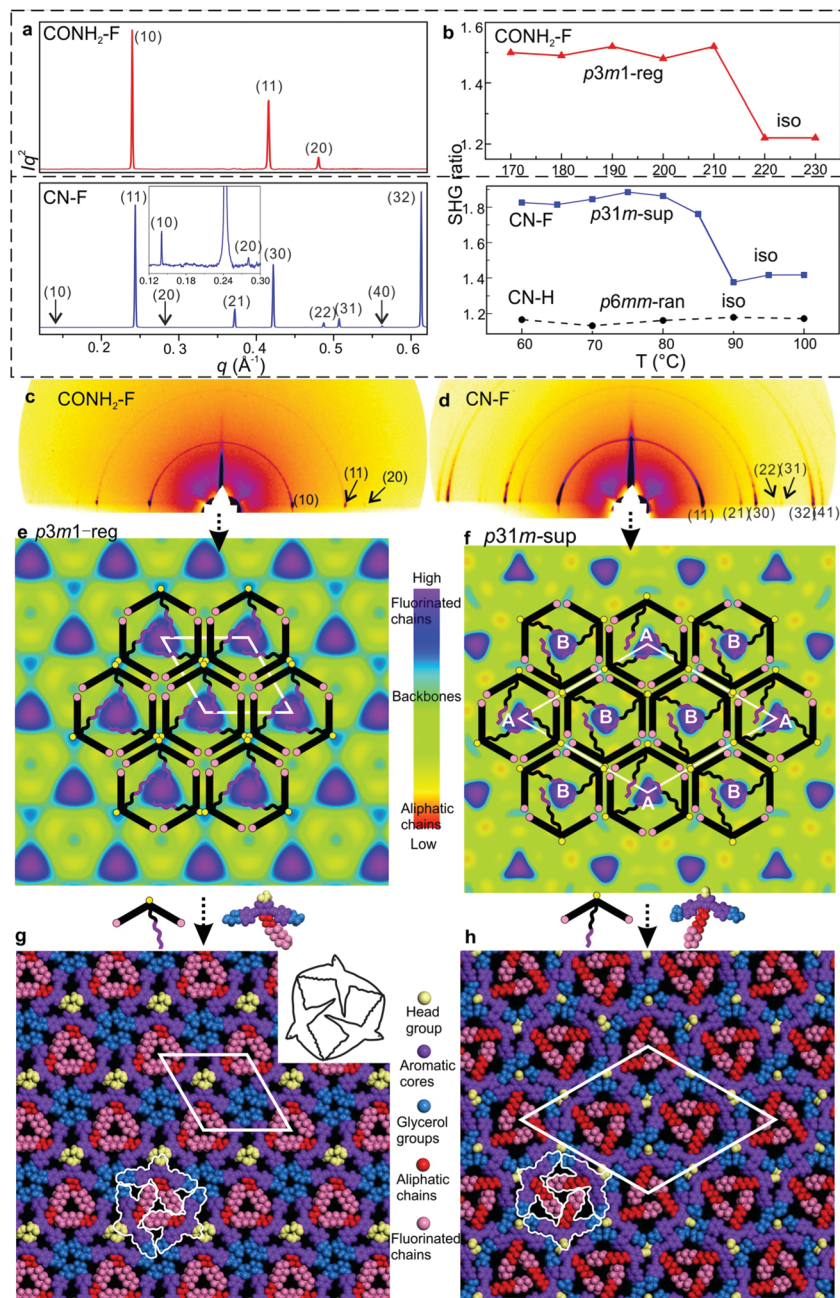 a
CONH₂-F
(10)
(11)
(20)
Iq²
CN-F
(11)
(10)
(20)
0.12 0.18 0.24 0.30
(32)
(30)
(10)
(20)
(21)
(22)
(31)
(40)
0.2 0.3 0.4 0.5 0.6
q (Å⁻¹)
b
CONH₂-F
1.6
1.4
1.2
p3m1-reg
iso
170 180 190 200 210 220 230
SHG ratio
CN-F
p31m-sup
1.8
1.6
1.4
1.2
iso
CN-H
p6mm-ran
iso
60 70 80 90 100
T (°C)
c
CONH₂-F
(11)
(20)
(10)
d
CN-F
(22)(31)
(11)
(21)(30)
(32)(41)
e p3m1–reg
High
Fluorinated
chains
Backbones
Aliphatic
chains
Low
f p31m-sup
B
A
B
A
B
B
A
B
A
B
g
Head
group
Aromatic
cores
Glycerol
groups
Aliphatic
chains
Fluorinated
chains
h